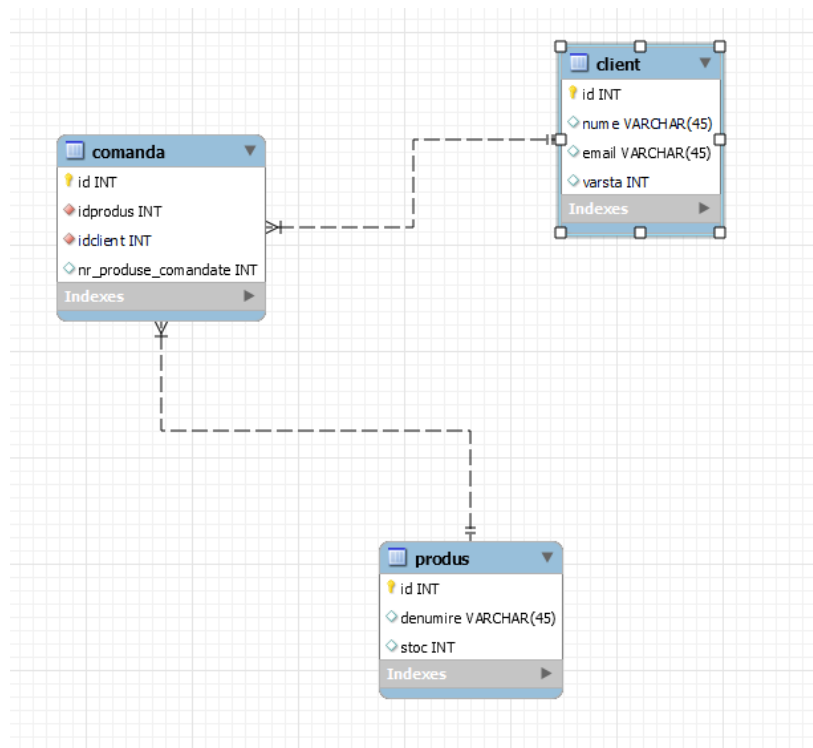 client
id INT
nume VARCHAR(45)
email VARCHAR(45)
varsta INT
Indexes
comanda
id INT
idprodus INT
idclient INT
nr_produse_comandate INT
Indexes
produs
id INT
denumire VARCHAR(45)
stoc INT
Indexes